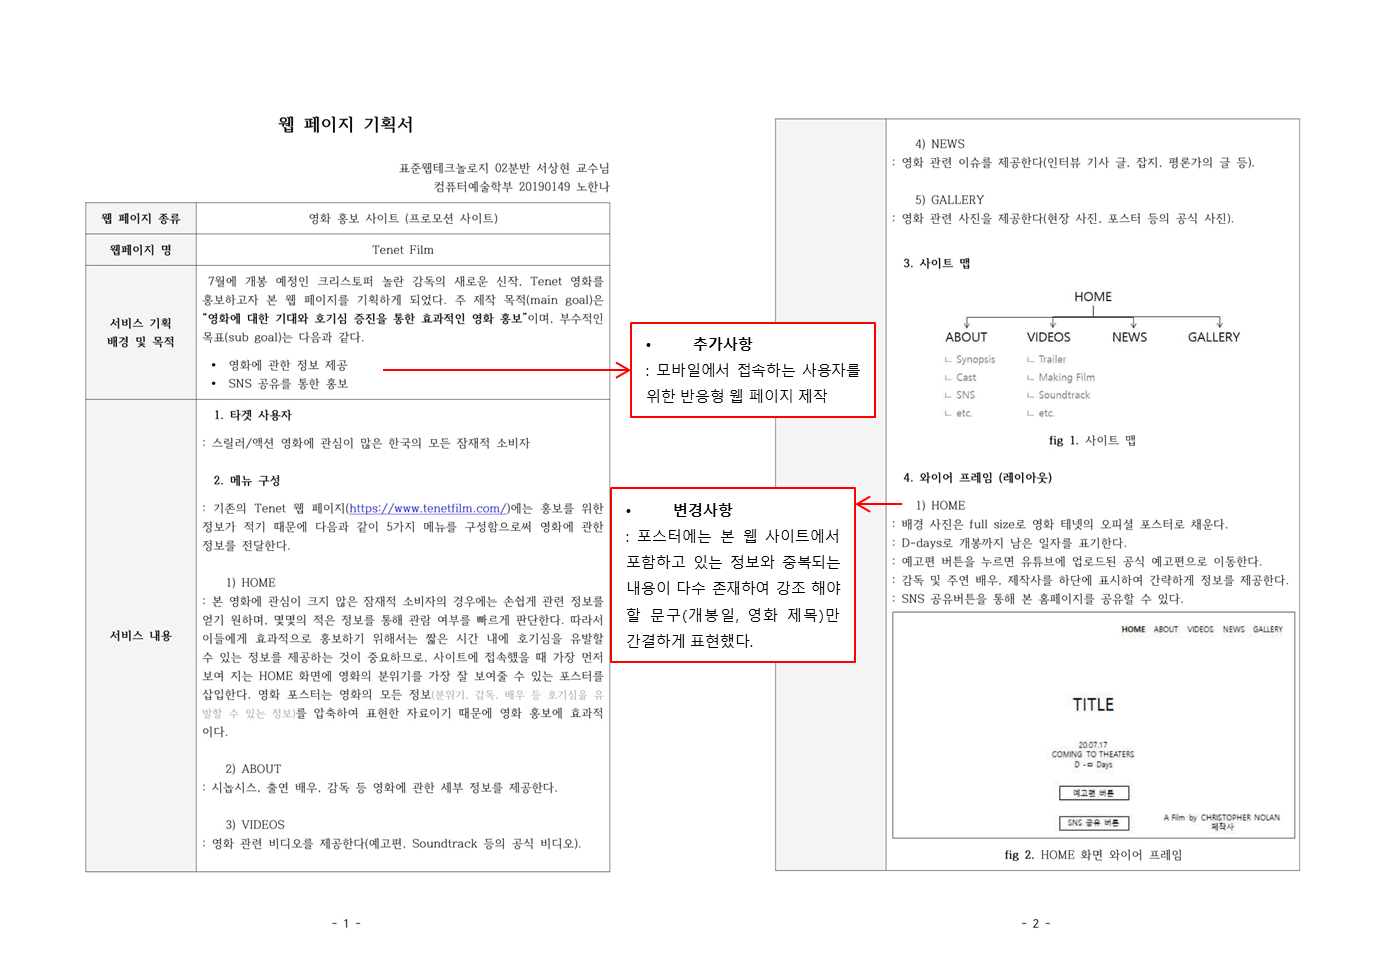 웹 페이지 기획서
표준웹테크놀로지 02분반 서상현 교수님
컴퓨터예술학부 20190149 노한나
웹 페이지 종류
영화 홍보 사이트 (프로모션 사이트)
웹페이지 명
Tenet Film
서비스 기획
배경 및 목적
7월에 개봉 예정인 크리스토퍼 놀란 감독의 새로운 신작, Tenet 영화를
홍보하고자 본 웹 페이지를 기획하게 되었다. 주 제작 목적(main goal)은
“영화에 대한 기대와 호기심 증진을 통한 효과적인 영화 홍보”이며, 부수적인
목표(sub goal)는 다음과 같다.
• 영화에 관한 정보 제공
• SNS 공유를 통한 홍보
• 추가사항
: 모바일에서 접속하는 사용자를
위한 반응형 웹 페이지 제작
서비스 내용
1. 타겟 사용자
: 스릴러/액션 영화에 관심이 많은 한국의 모든 잠재적 소비자
2. 메뉴 구성
: 기존의 Tenet 웹 페이지(https://www.tenetfilm.com/)에는 홍보를 위한
정보가 적기 때문에 다음과 같이 5가지 메뉴를 구성함으로써 영화에 관한
정보를 전달한다.
1) HOME
: 본 영화에 관심이 크지 않은 잠재적 소비자의 경우에는 손쉽게 관련 정보를
얻기 원하며, 몇몇의 적은 정보를 통해 관람 여부를 빠르게 판단한다. 따라서
이들에게 효과적으로 홍보하기 위해서는 짧은 시간 내에 호기심을 유발할
수 있는 정보를 제공하는 것이 중요하므로, 사이트에 접속했을 때 가장 먼저
보여 지는 HOME 화면에 영화의 분위기를 가장 잘 보여줄 수 있는 포스터를
삽입한다. 영화 포스터는 영화의 모든 정보(분위기, 감독, 배우 등 호기심을 유
발할 수 있는 정보)를 압축하여 표현한 자료이기 때문에 영화 홍보에 효과적
이다.
2) ABOUT
: 시놉시스, 출연 배우, 감독 등 영화에 관한 세부 정보를 제공한다.
3) VIDEOS
: 영화 관련 비디오를 제공한다(예고편, Soundtrack 등의 공식 비디오).
- 1 -
4) NEWS
: 영화 관련 이슈를 제공한다(인터뷰 기사 글, 잡지, 평론가의 글 등).
5) GALLERY
: 영화 관련 사진을 제공한다(현장 사진, 포스터 등의 공식 사진).
3. 사이트 맵
HOME
ABOUT VIDEOS NEWS GALLERY
ㄴ Synopsis ㄴ Trailer
ㄴ Cast ㄴ Making Film
ㄴ SNS ㄴ Soundtrack
ㄴ etc. ㄴ etc.
fig 1. 사이트 맵
4. 와이어 프레임 (레이아웃)
1) HOME
: 배경 사진은 full size로 영화 테넷의 오피셜 포스터로 채운다.
: D-days로 개봉까지 남은 일자를 표기한다.
: 예고편 버튼을 누르면 유튜브에 업로드된 공식 예고편으로 이동한다.
: 감독 및 주연 배우, 제작사를 하단에 표시하여 간략하게 정보를 제공한다.
: SNS 공유버튼을 통해 본 홈페이지를 공유할 수 있다.
• 변경사항
: 포스터에는 본 웹 사이트에서
포함하고 있는 정보와 중복되는
내용이 다수 존재하여 강조 해야
할 문구(개봉일, 영화 제목)만
간결하게 표현했다.
HOME ABOUT VIDEOS NEWS GALLERY
TITLE
20.07.17
COMING TO THEATERS
D -ㅁ Days
예고편 버튼
SNS 공유 버튼
A Film by CHRISTOPHER NOLAN
제작사
fig 2. HOME 화면 와이어 프레임
- 2 -